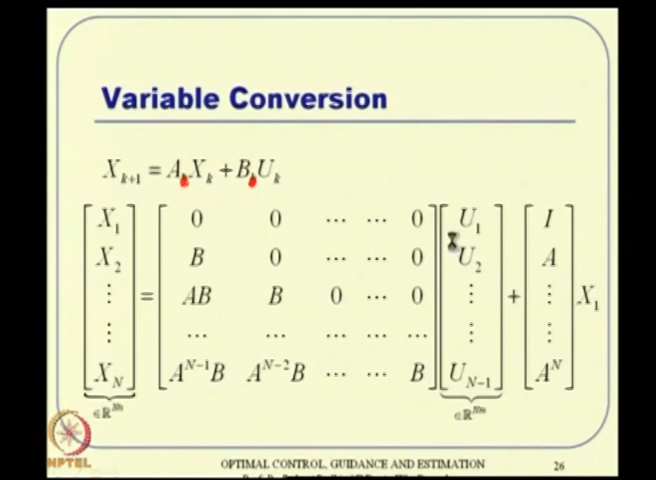 Variable Conversion
X_{k+1} = A_k X_k + B_k U_k
X_1 0 0 ⋯ ⋯ 0 U_1 I
X_2 B 0 ⋯ ⋯ 0 U_2 A
⋮ = AB B 0 ⋯ 0 ⋮ + ⋮ X_1
⋮ ⋯ ⋯ ⋯ ⋯ ⋯ ⋮ ⋮
X_N A^{N-1}B A^{N-2}B ⋯ ⋯ B U_{N-1} A^N
∈ℝ^{Nn} ∈ℝ^{Nm}
NPTEL
OPTIMAL CONTROL, GUIDANCE AND ESTIMATION 26